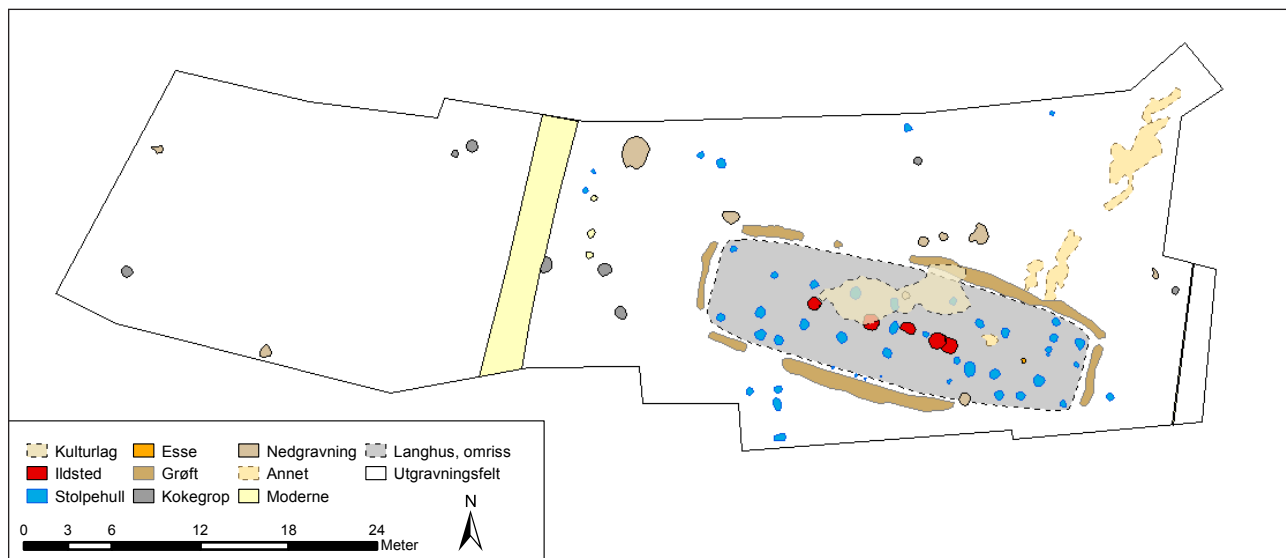 Kulturlag Esse Nedgravning Langhus, omriss
Ildsted Grøft Annet Utgravningsfelt
Stolpehull Kokegrop Moderne
N
0 3 6 12 18 24
Meter